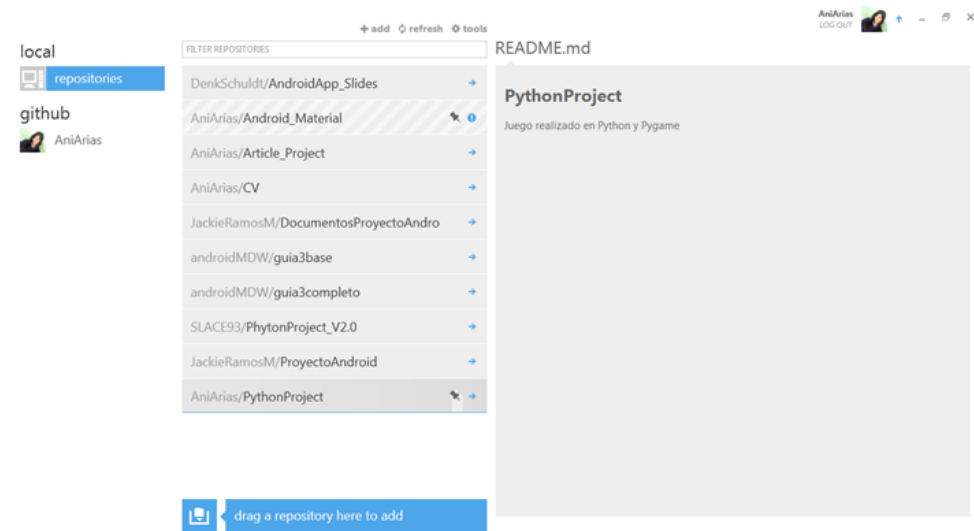 AniArias
LOG OUT
add refresh tools
local
FILTER REPOSITORIES
README.md
repositories
DenkSchuldt/AndroidApp_Slides
PythonProject
github
AniArias/Android_Material
Juego realizado en Python y Pygame
AniArias
AniArias/Article_Project
AniArias/CV
JackieRamosM/DocumentosProyectoAndro
androidMDW/guia3base
androidMDW/guia3completo
SLACE93/PhytonProject_V2.0
JackieRamosM/ProyectoAndroid
AniArias/PythonProject
drag a repository here to add